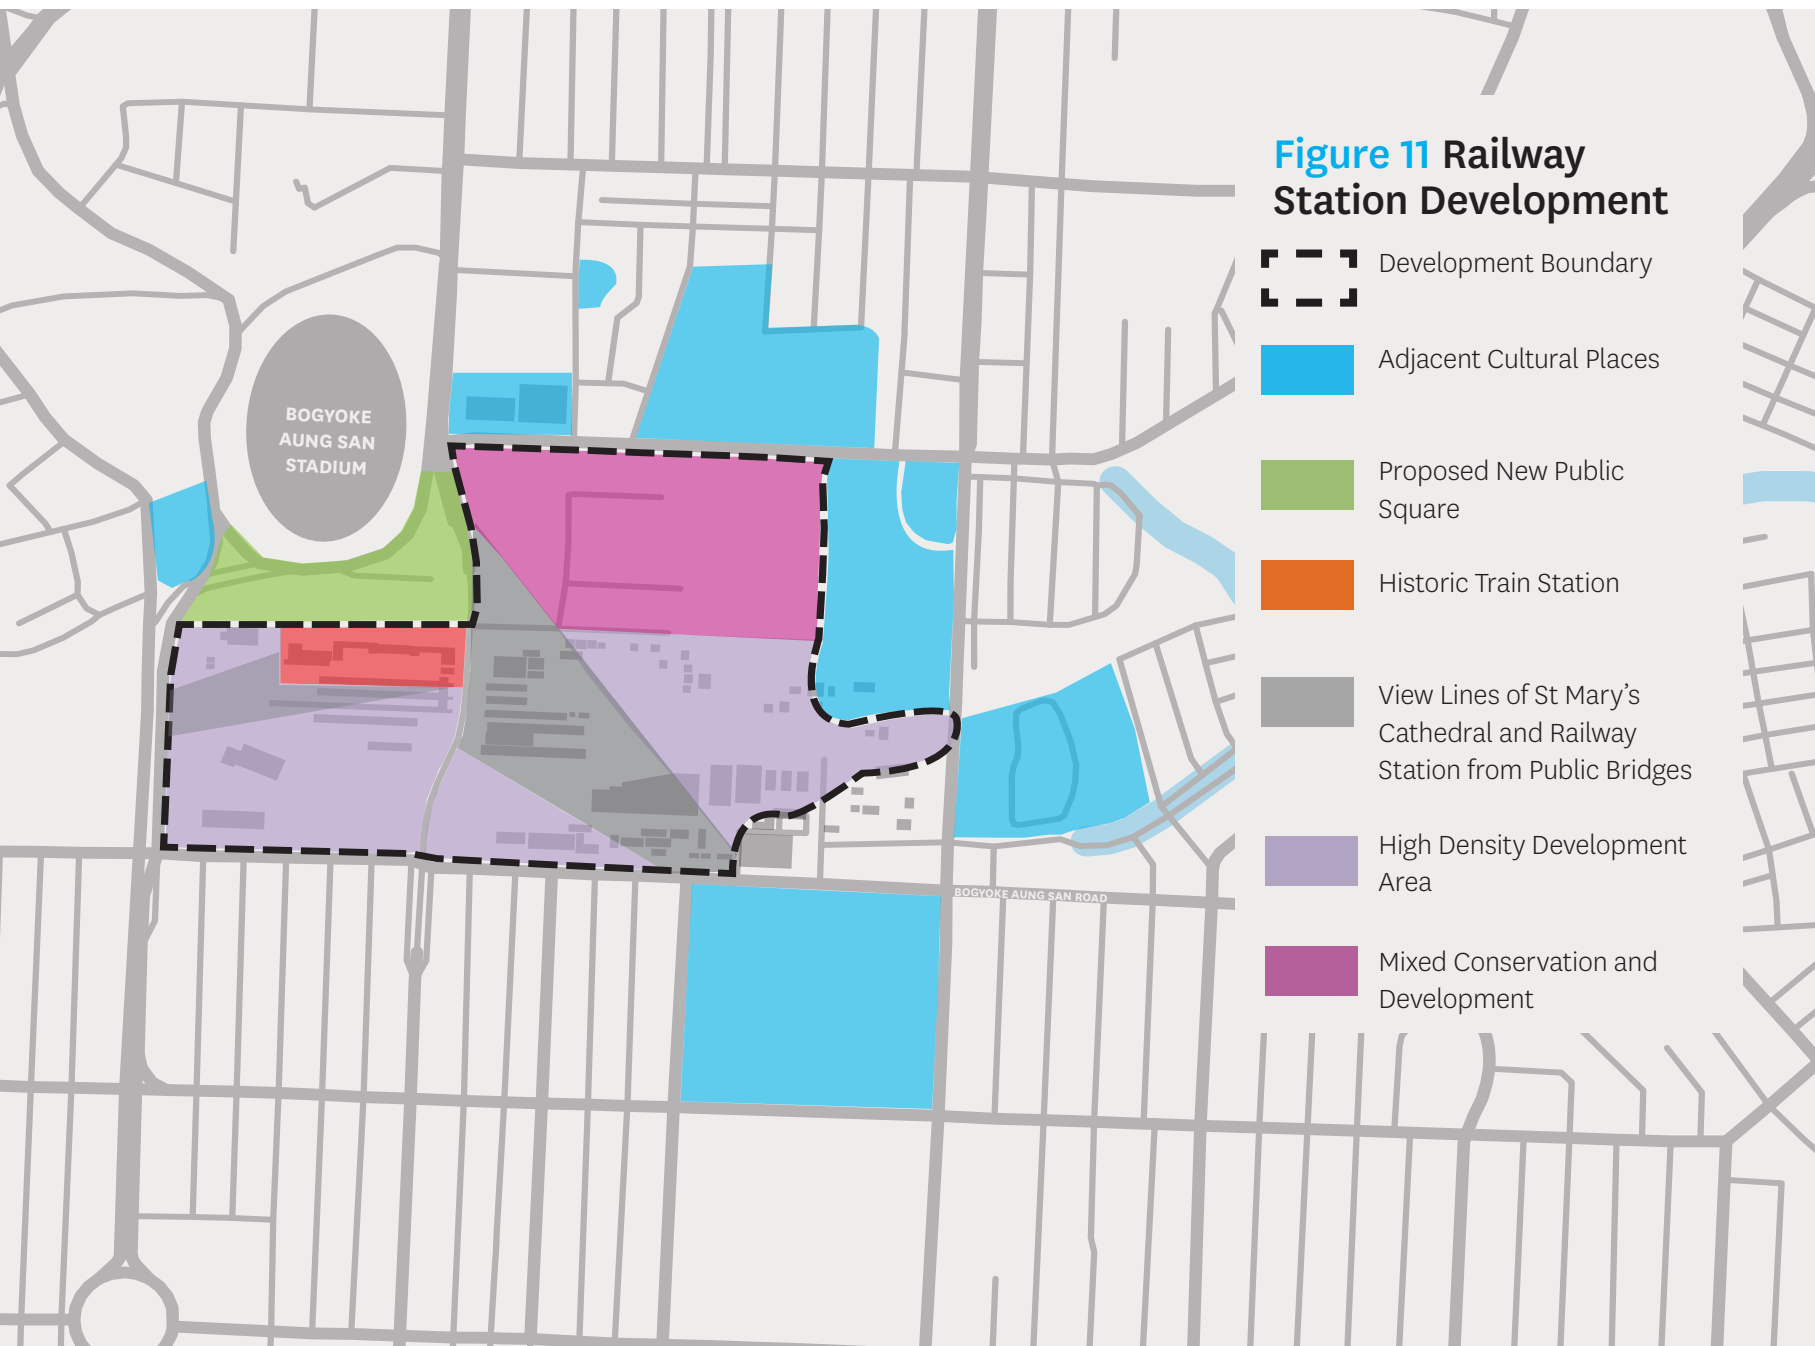 Figure 11 Railway
Station Development
Development Boundary
Adjacent Cultural Places
Proposed New Public
Square
Historic Train Station
View Lines of St Mary’s
Cathedral and Railway
Station from Public Bridges
High Density Development
Area
Mixed Conservation and
Development
BOGYOKE
AUNG SAN
STADIUM
BOGYOKE AUNG SAN ROAD